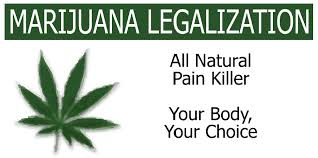 MARIJUANA LEGALIZATION
All Natural
Pain Killer
Your Body,
Your Choice